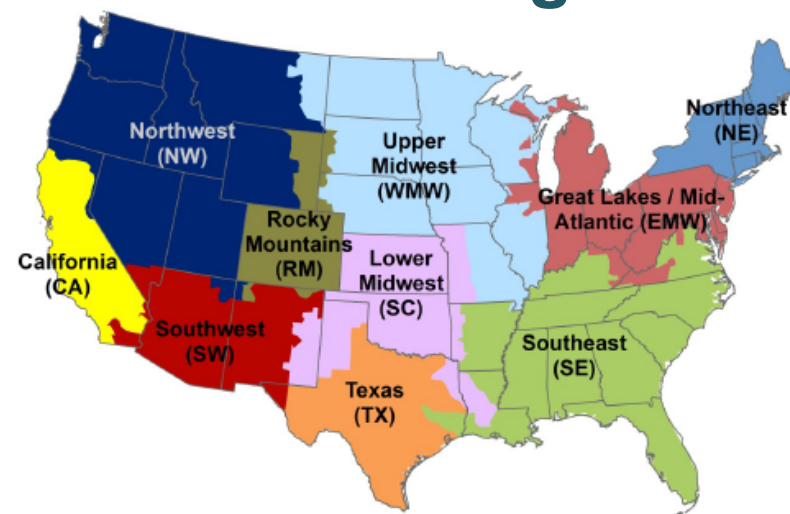 Northwest
(NW)
Upper
Midwest
(WMW)
Northeast
(NE)
Great Lakes / Mid-
Atlantic (EMW)
Rocky
Mountains
(RM)
California
(CA)
Lower
Midwest
(SC)
Southwest
(SW)
Southeast
(SE)
Texas
(TX)